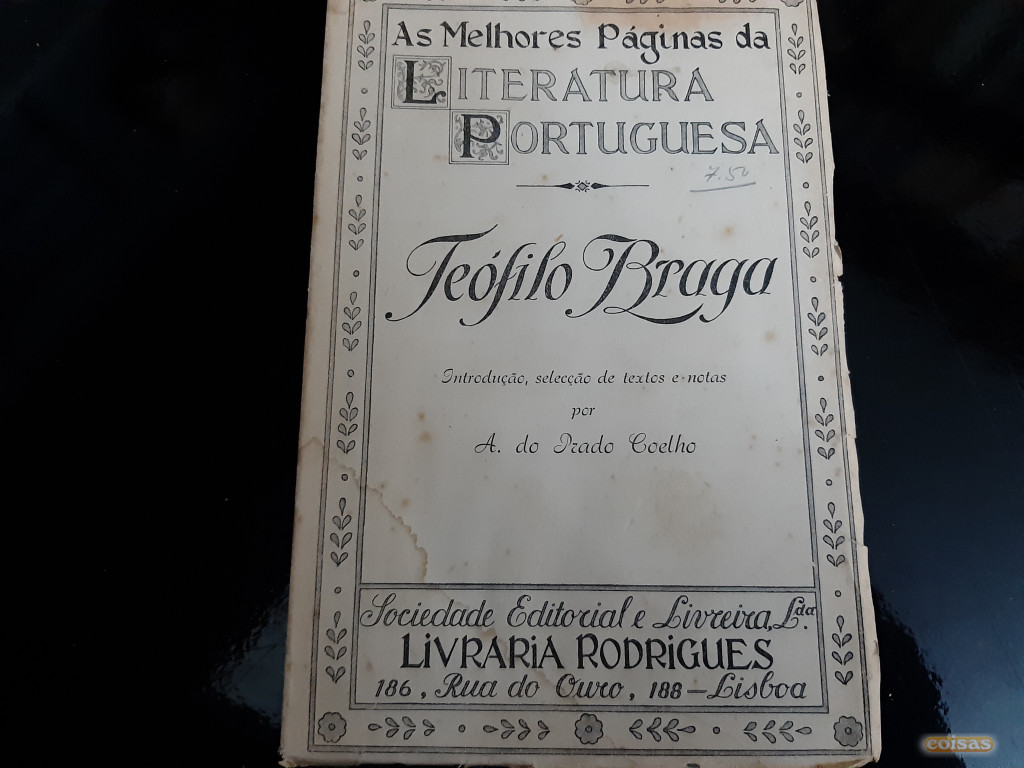 As Melhores Páginas da
LITERATURA
PORTUGUESA
7.50
Teófilo Braga
Introdução, selecção de textos e notas
por
A. do Prado Coelho
Sociedade Editorial e Livreira, L.da
LIVRARIA RODRIGUES
186, Rua do Ouro, 188 — Lisboa
coisas